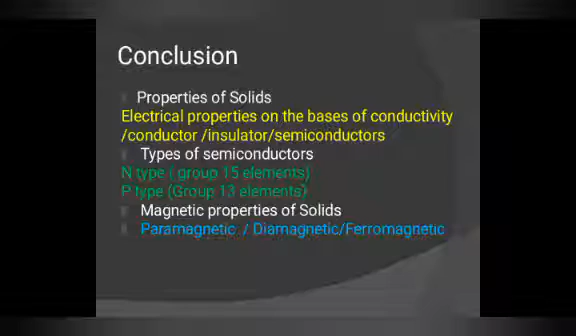 Conclusion
Properties of Solids
Electrical properties on the bases of conductivity
/conductor /insulator/semiconductors
Types of semiconductors
N type ( group 15 elements)
P type (Group 13 elements)
Magnetic properties of Solids
Paramagnetic / Diamagnetic/Ferromagnetic